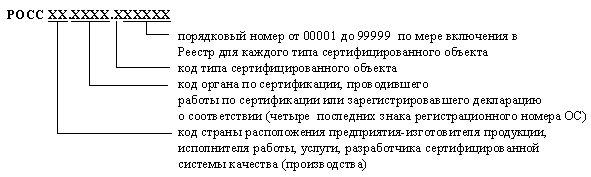 РОСС XX.XXXX.XXXXXX
порядковый номер от 00001 до 99999 по мере включения в
Реестр для каждого типа сертифицированного объекта
код типа сертифицированного объекта
код органа по сертификации, проводившего
работы по сертификации или зарегистрировавшего декларацию
о соответствии (четыре последних знака регистрационного номера ОС)
код страны расположения предприятия-изготовителя продукции,
исполнителя работы, услуги, разработчика сертифицированной
системы качества (производства)